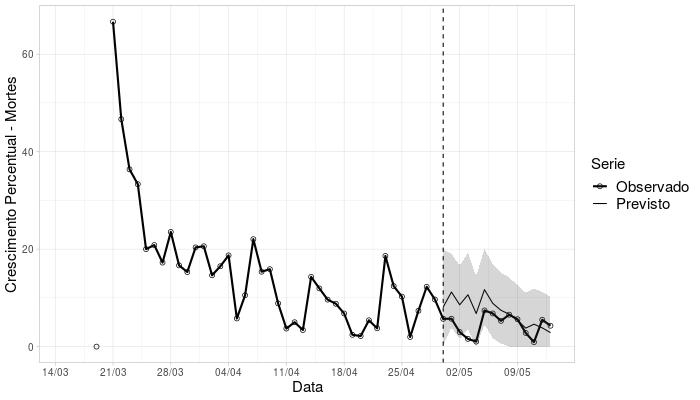 Crescimento Percentual - Mortes
60
40
20
0
14/03 21/03 28/03 04/04 11/04 18/04 25/04 02/05 09/05
Data
Serie
Observado
Previsto